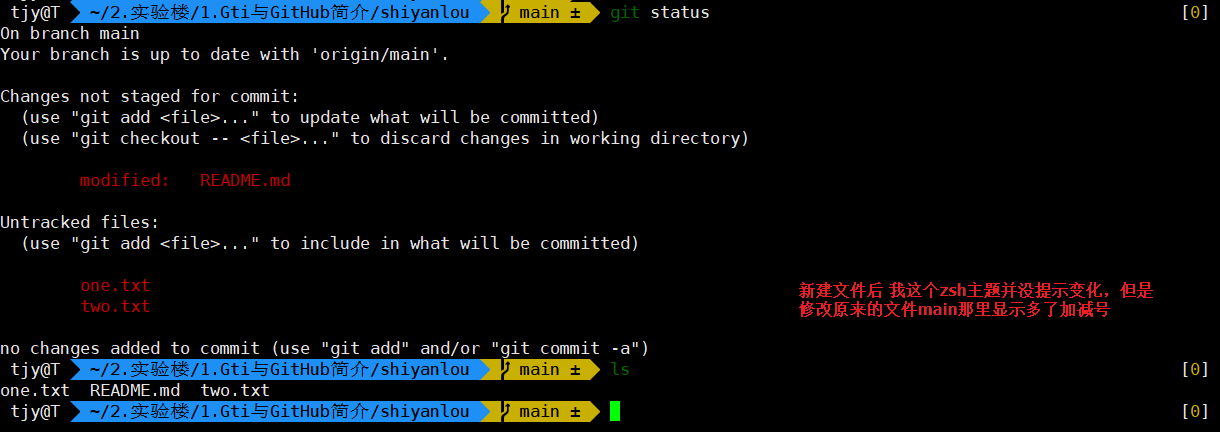 tjy@T ~/2.实验楼/1.Gti与GitHub简介/shiyanlou main ± git status [0]
On branch main
Your branch is up to date with 'origin/main'.
Changes not staged for commit:
(use "git add <file>..." to update what will be committed)
(use "git checkout -- <file>..." to discard changes in working directory)
modified: README.md
Untracked files:
(use "git add <file>..." to include in what will be committed)
one.txt
two.txt
新建文件后 我这个zsh主题并没提示变化，但是
修改原来的文件main那里显示多了加减号
no changes added to commit (use "git add" and/or "git commit -a")
tjy@T ~/2.实验楼/1.Gti与GitHub简介/shiyanlou main ± ls [0]
one.txt README.md two.txt
tjy@T ~/2.实验楼/1.Gti与GitHub简介/shiyanlou main ± [0]